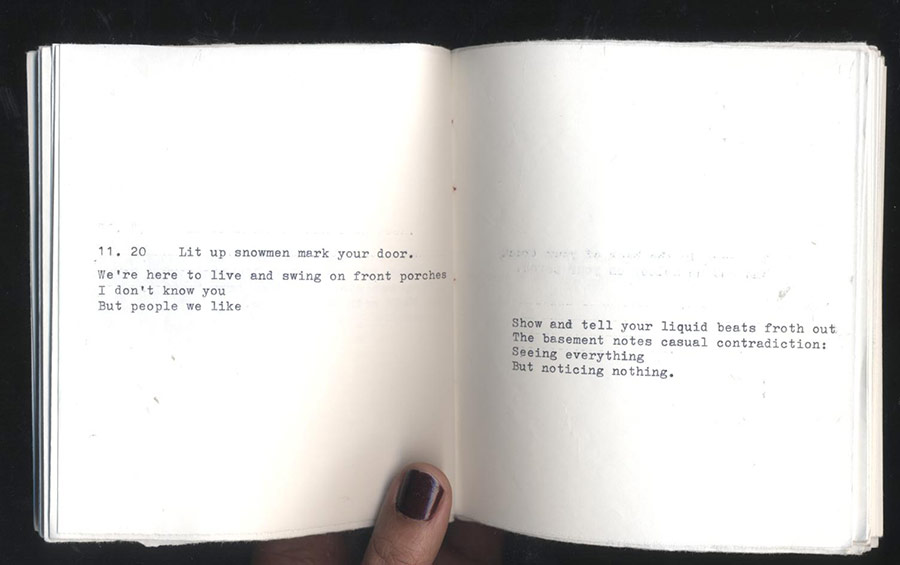 11. 20    Lit up snowmen mark your door.
We're here to live and swing on front porches
I don't know you
But people we like
Show and tell your liquid beats froth out
The basement notes casual contradiction:
Seeing everything
But noticing nothing.